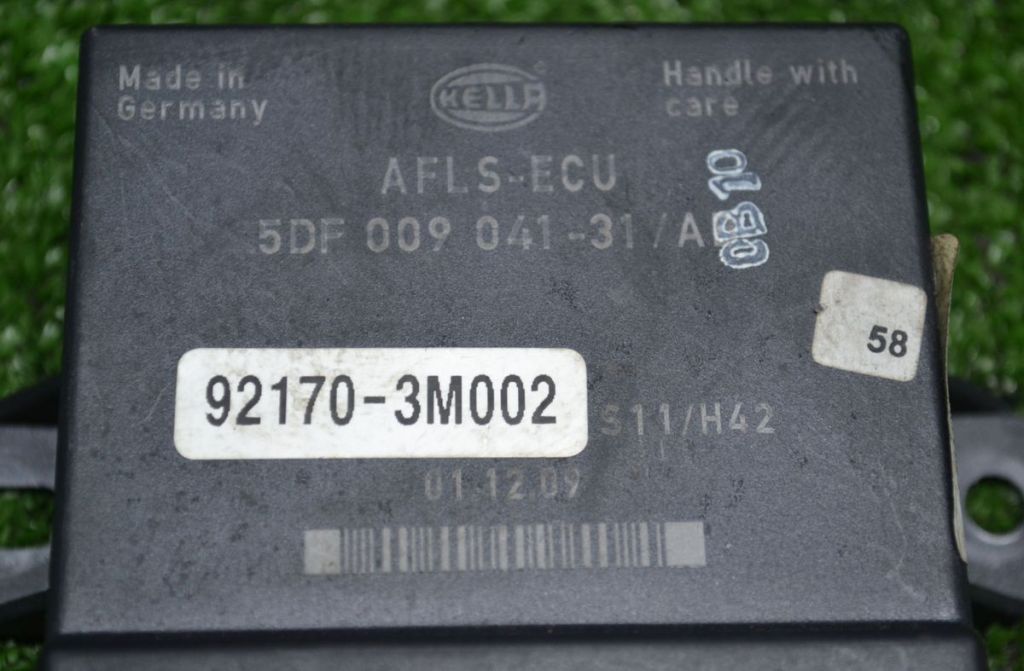 Made in
Germany
HELLA
Handle with
care
AFLS-ECU
5DF 009 041-31/A
CB10
58
92170-3M002
S11/H42
01.12.09